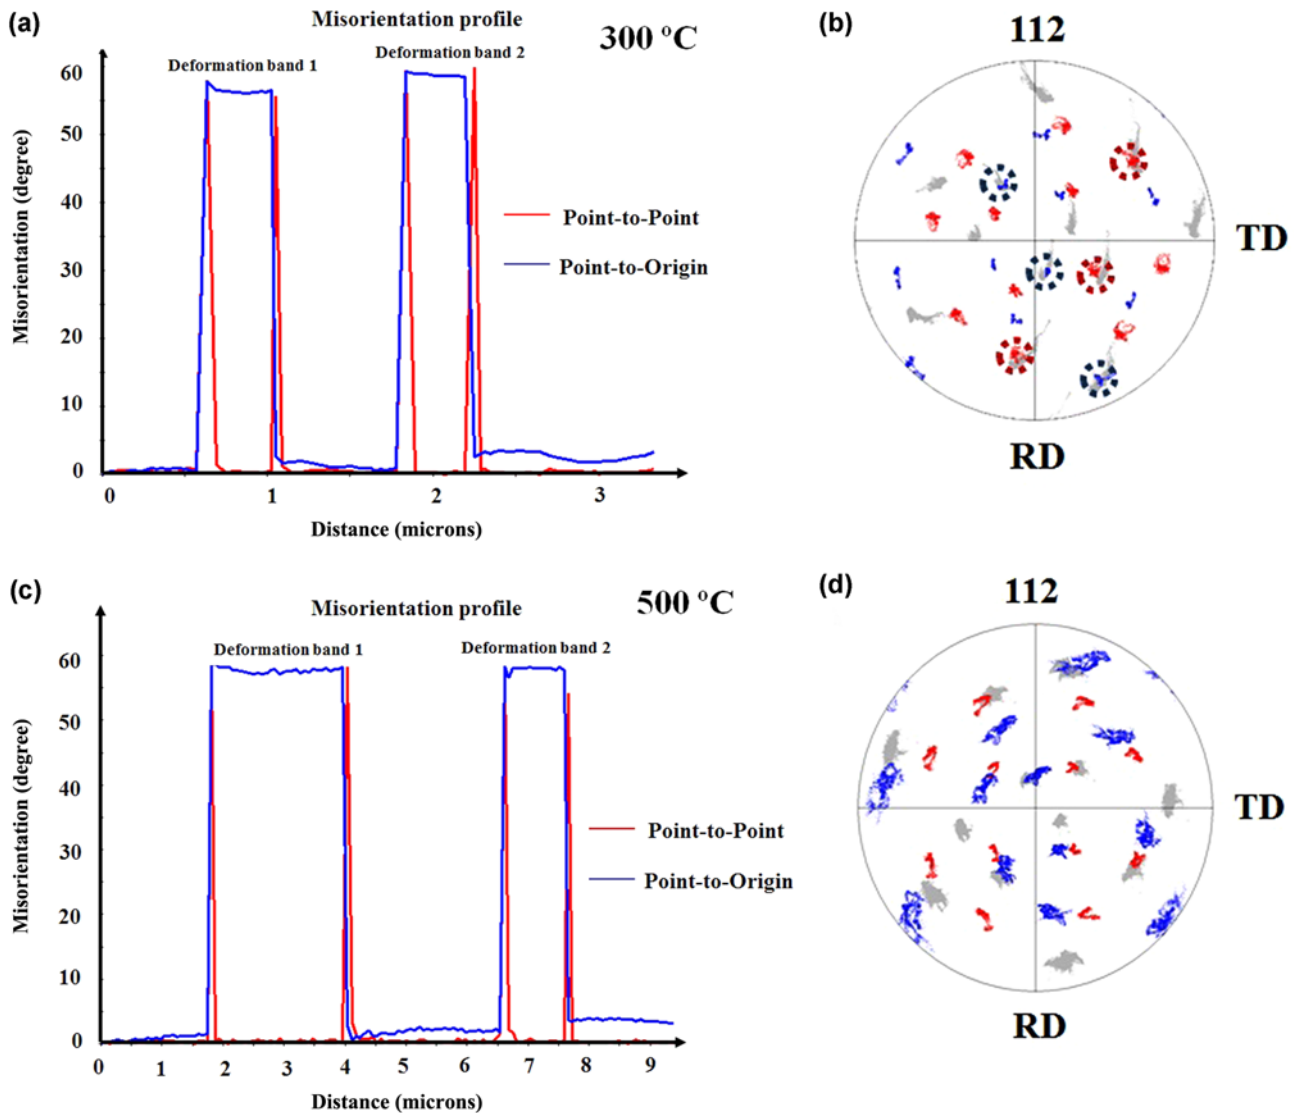 (a)
Misorientation profile
300 °C
Deformation band 1
Deformation band 2
Misorientation (degree)
60
50
40
30
20
10
0
Point-to-Point
Point-to-Origin
0 1 2 3
Distance (microns)
(b)
112
TD
RD
(c)
Misorientation profile
500 °C
Deformation band 1
Deformation band 2
Misorientation (degree)
60
50
40
30
20
10
0
Point-to-Point
Point-to-Origin
0 1 2 3 4 5 6 7 8 9
Distance (microns)
(d)
112
TD
RD